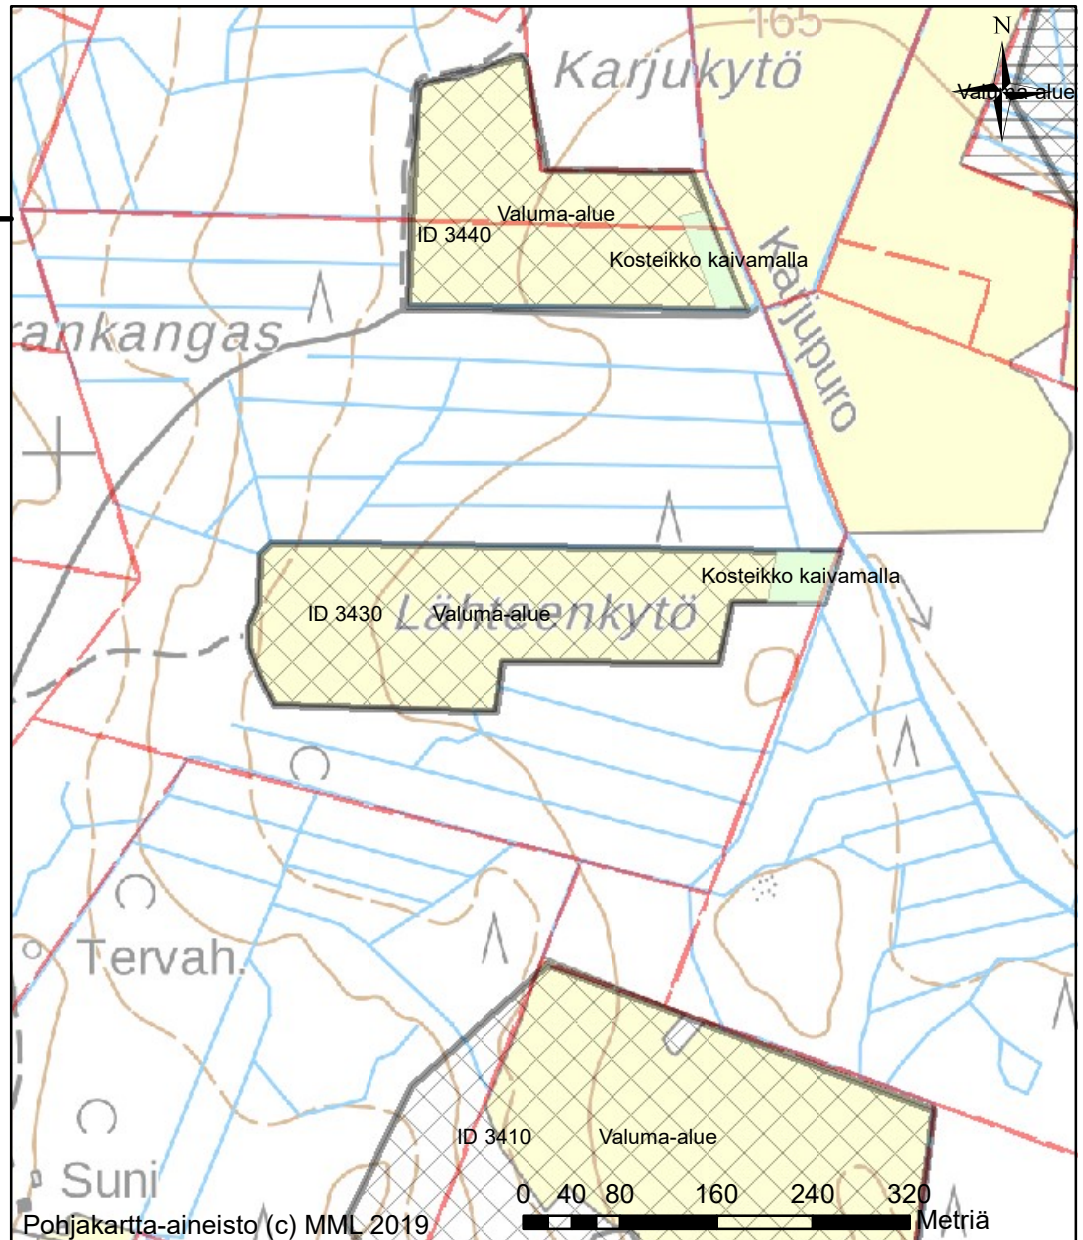 165
N
Karjukytö
Valuma-alue
Valuma-alue
ID 3440
Kosteikko kaivamalla
Karjupuro
rankangas
Kosteikko kaivamalla
ID 3430
Lähteenkytö
Valuma-alue
Tervah.
ID 3410
Valuma-alue
Suni
0 40 80 160 240 320
Metriä
Pohjakartta-aineisto (c) MML 2019